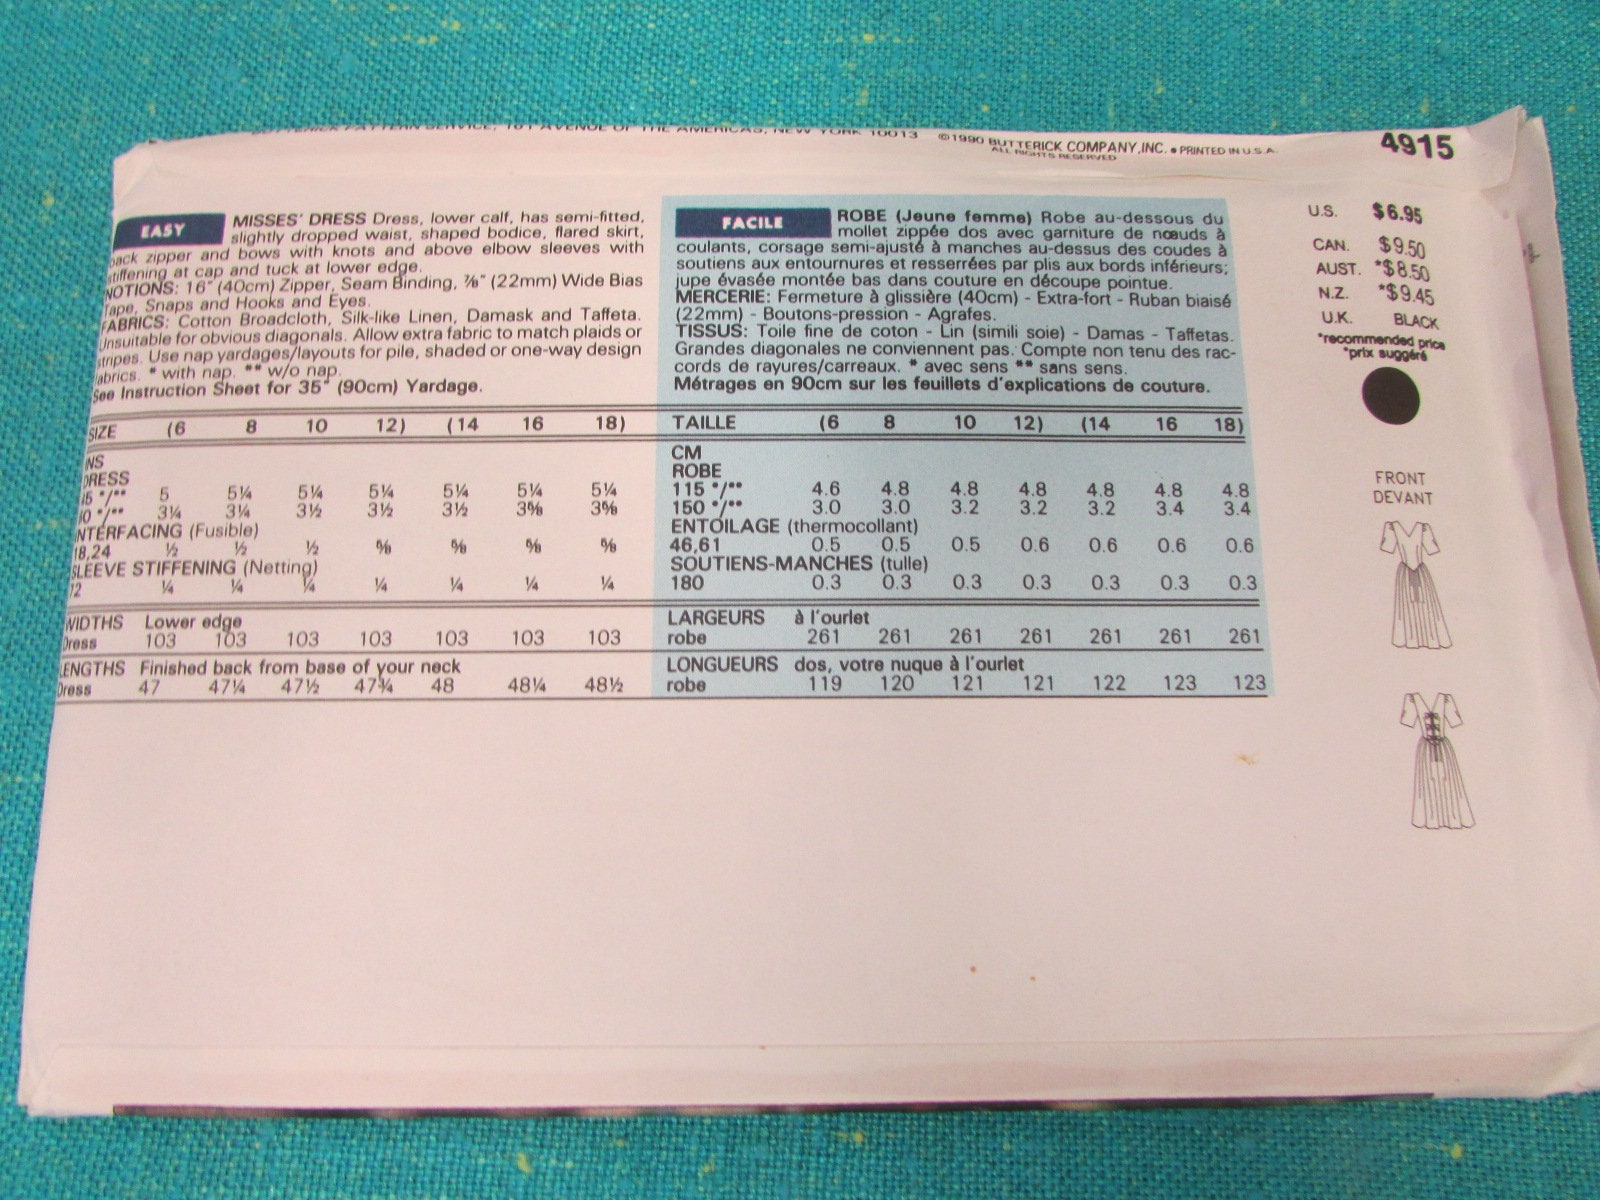 BUTTERICK PATTERN SERVICE, 161 AVENUE OF THE AMERICAS, NEW YORK 10013 ©1990 BUTTERICK COMPANY, INC. • PRINTED IN U.S.A.
ALL RIGHTS RESERVED
4915
EASY
MISSES' DRESS Dress, lower calf, has semi-fitted,
slightly dropped waist, shaped bodice, flared skirt,
back zipper and bows with knots and above elbow sleeves with
stiffening at cap and tuck at lower edge.
NOTIONS: 16" (40cm) Zipper, Seam Binding, ⅞" (22mm) Wide Bias
Tape, Snaps and Hooks and Eyes.
FABRICS: Cotton Broadcloth, Silk-like Linen, Damask and Taffeta.
Unsuitable for obvious diagonals. Allow extra fabric to match plaids or
stripes. Use nap yardages/layouts for pile, shaded or one-way design
fabrics. * with nap. ** w/o nap.
See Instruction Sheet for 35" (90cm) Yardage.
SIZE (6 8 10 12) (14 16 18)
INS
DRESS
45 */** 5 5¼ 5¼ 5¼ 5¼ 5¼ 5¼
60 */** 3¼ 3¼ 3½ 3½ 3½ 3⅝ 3⅝
INTERFACING (Fusible)
18,24 ½ ½ ½ ⅝ ⅝ ⅝ ⅝
SLEEVE STIFFENING (Netting)
72 ¼ ¼ ¼ ¼ ¼ ¼ ¼
WIDTHS Lower edge
Dress 103 103 103 103 103 103 103
LENGTHS Finished back from base of your neck
Dress 47 47¼ 47½ 47¾ 48 48¼ 48½
FACILE
ROBE (Jeune femme) Robe au-dessous du
mollet zippée dos avec garniture de nœuds à
coulants, corsage semi-ajusté à manches au-dessus des coudes à
soutiens aux entournures et resserrées par plis aux bords inférieurs;
jupe évasée montée bas dans couture en découpe pointue.
MERCERIE: Fermeture à glissière (40cm) - Extra-fort - Ruban biaisé
(22mm) - Boutons-pression - Agrafes.
TISSUS: Toile fine de coton - Lin (simili soie) - Damas - Taffetas.
Grandes diagonales ne conviennent pas. Compte non tenu des rac-
cords de rayures/carreaux. * avec sens ** sans sens.
Métrages en 90cm sur les feuillets d'explications de couture.
TAILLE (6 8 10 12) (14 16 18)
CM
ROBE
115 */** 4.6 4.8 4.8 4.8 4.8 4.8 4.8
150 */** 3.0 3.0 3.2 3.2 3.2 3.4 3.4
ENTOILAGE (thermocollant)
46,61 0.5 0.5 0.5 0.6 0.6 0.6 0.6
SOUTIENS-MANCHES (tulle)
180 0.3 0.3 0.3 0.3 0.3 0.3 0.3
LARGEURS à l'ourlet
robe 261 261 261 261 261 261 261
LONGUEURS dos, votre nuque à l'ourlet
robe 119 120 121 121 122 123 123
U.S. $6.95
CAN. $9.50
AUST. *$8.50
N.Z. *$9.45
U.K. BLACK
*recommended price
*prix suggéré
FRONT
DEVANT